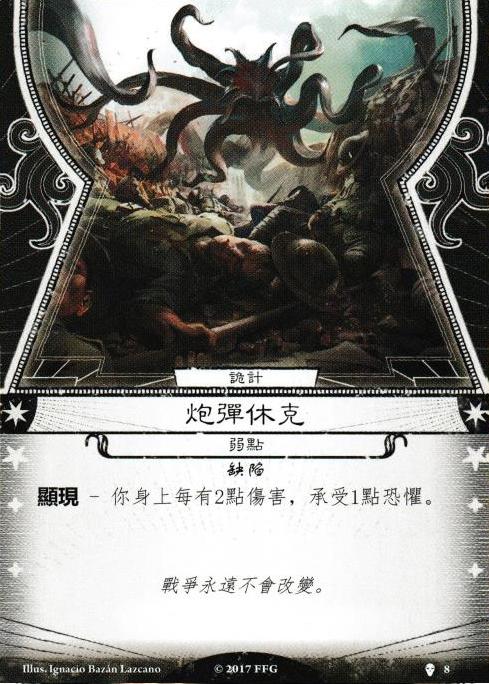 詭計
炮彈休克
弱點
缺陷
顯現 – 你身上每有2點傷害，承受1點恐懼。
戰爭永遠不會改變。
Illus. Ignacio Bazán Lazcano © 2017 FFG 8